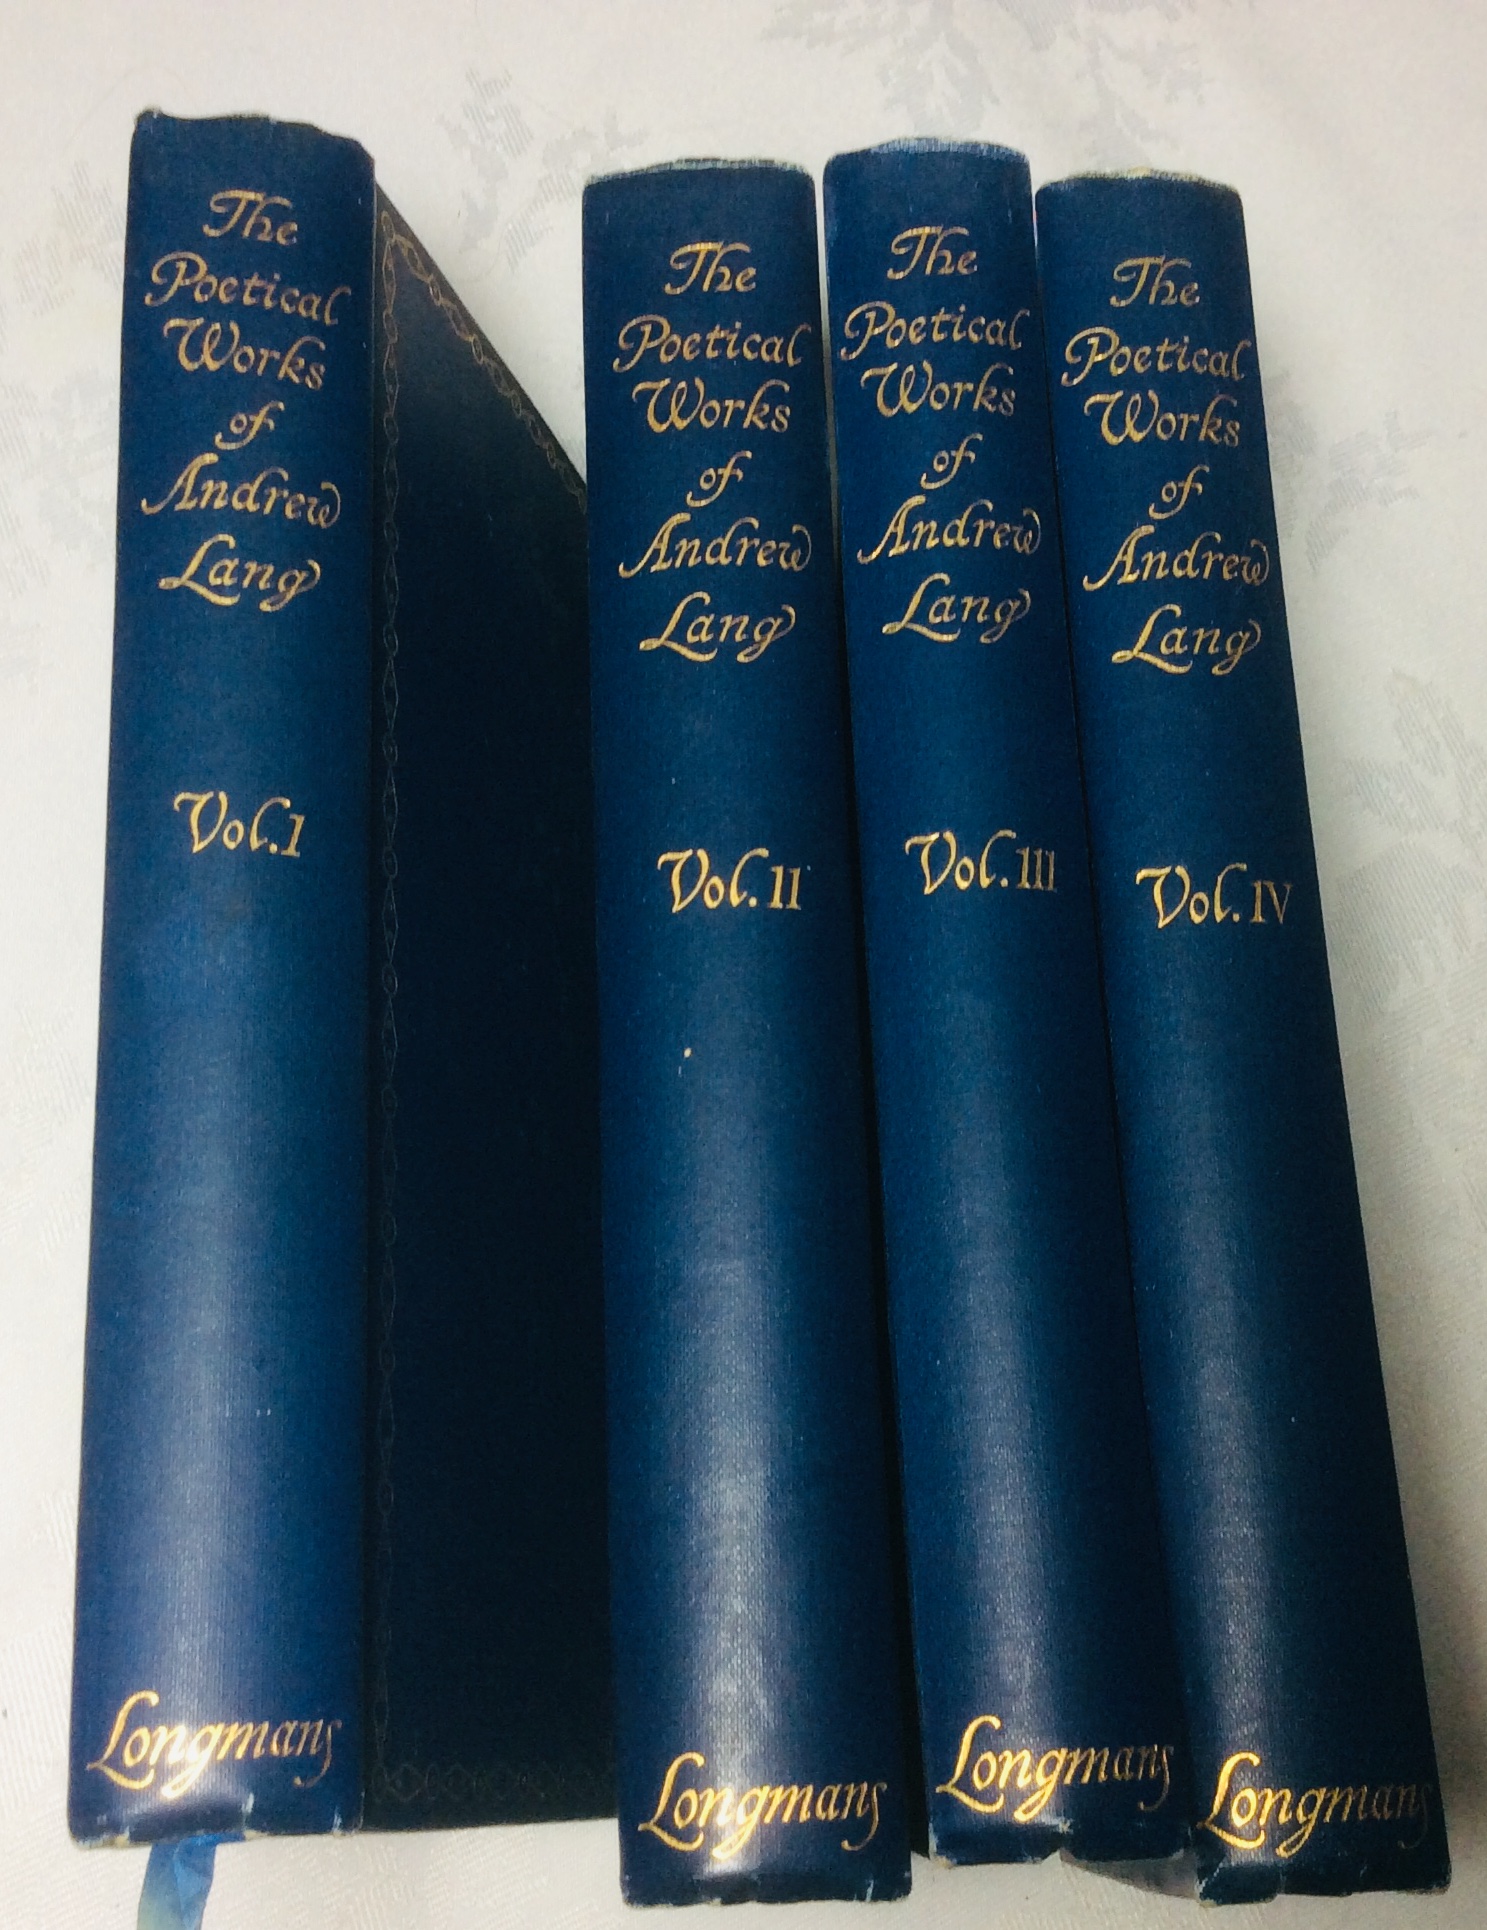 The
Poetical
Works
of
Andrew
Lang
Vol. I
Longmans
The
Poetical
Works
of
Andrew
Lang
Vol. II
Longmans
The
Poetical
Works
of
Andrew
Lang
Vol. III
Longmans
The
Poetical
Works
of
Andrew
Lang
Vol. IV
Longmans